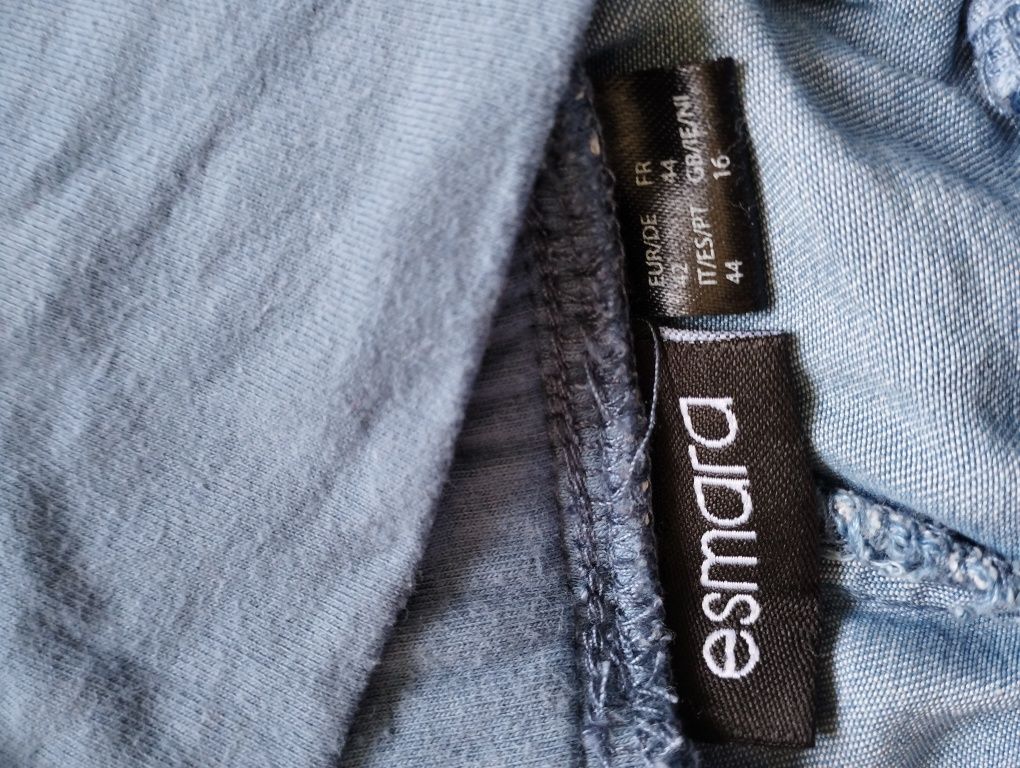 EUR/DE FR
42 44
IT/ES/PT GB/IE/NI
44 16
esmara